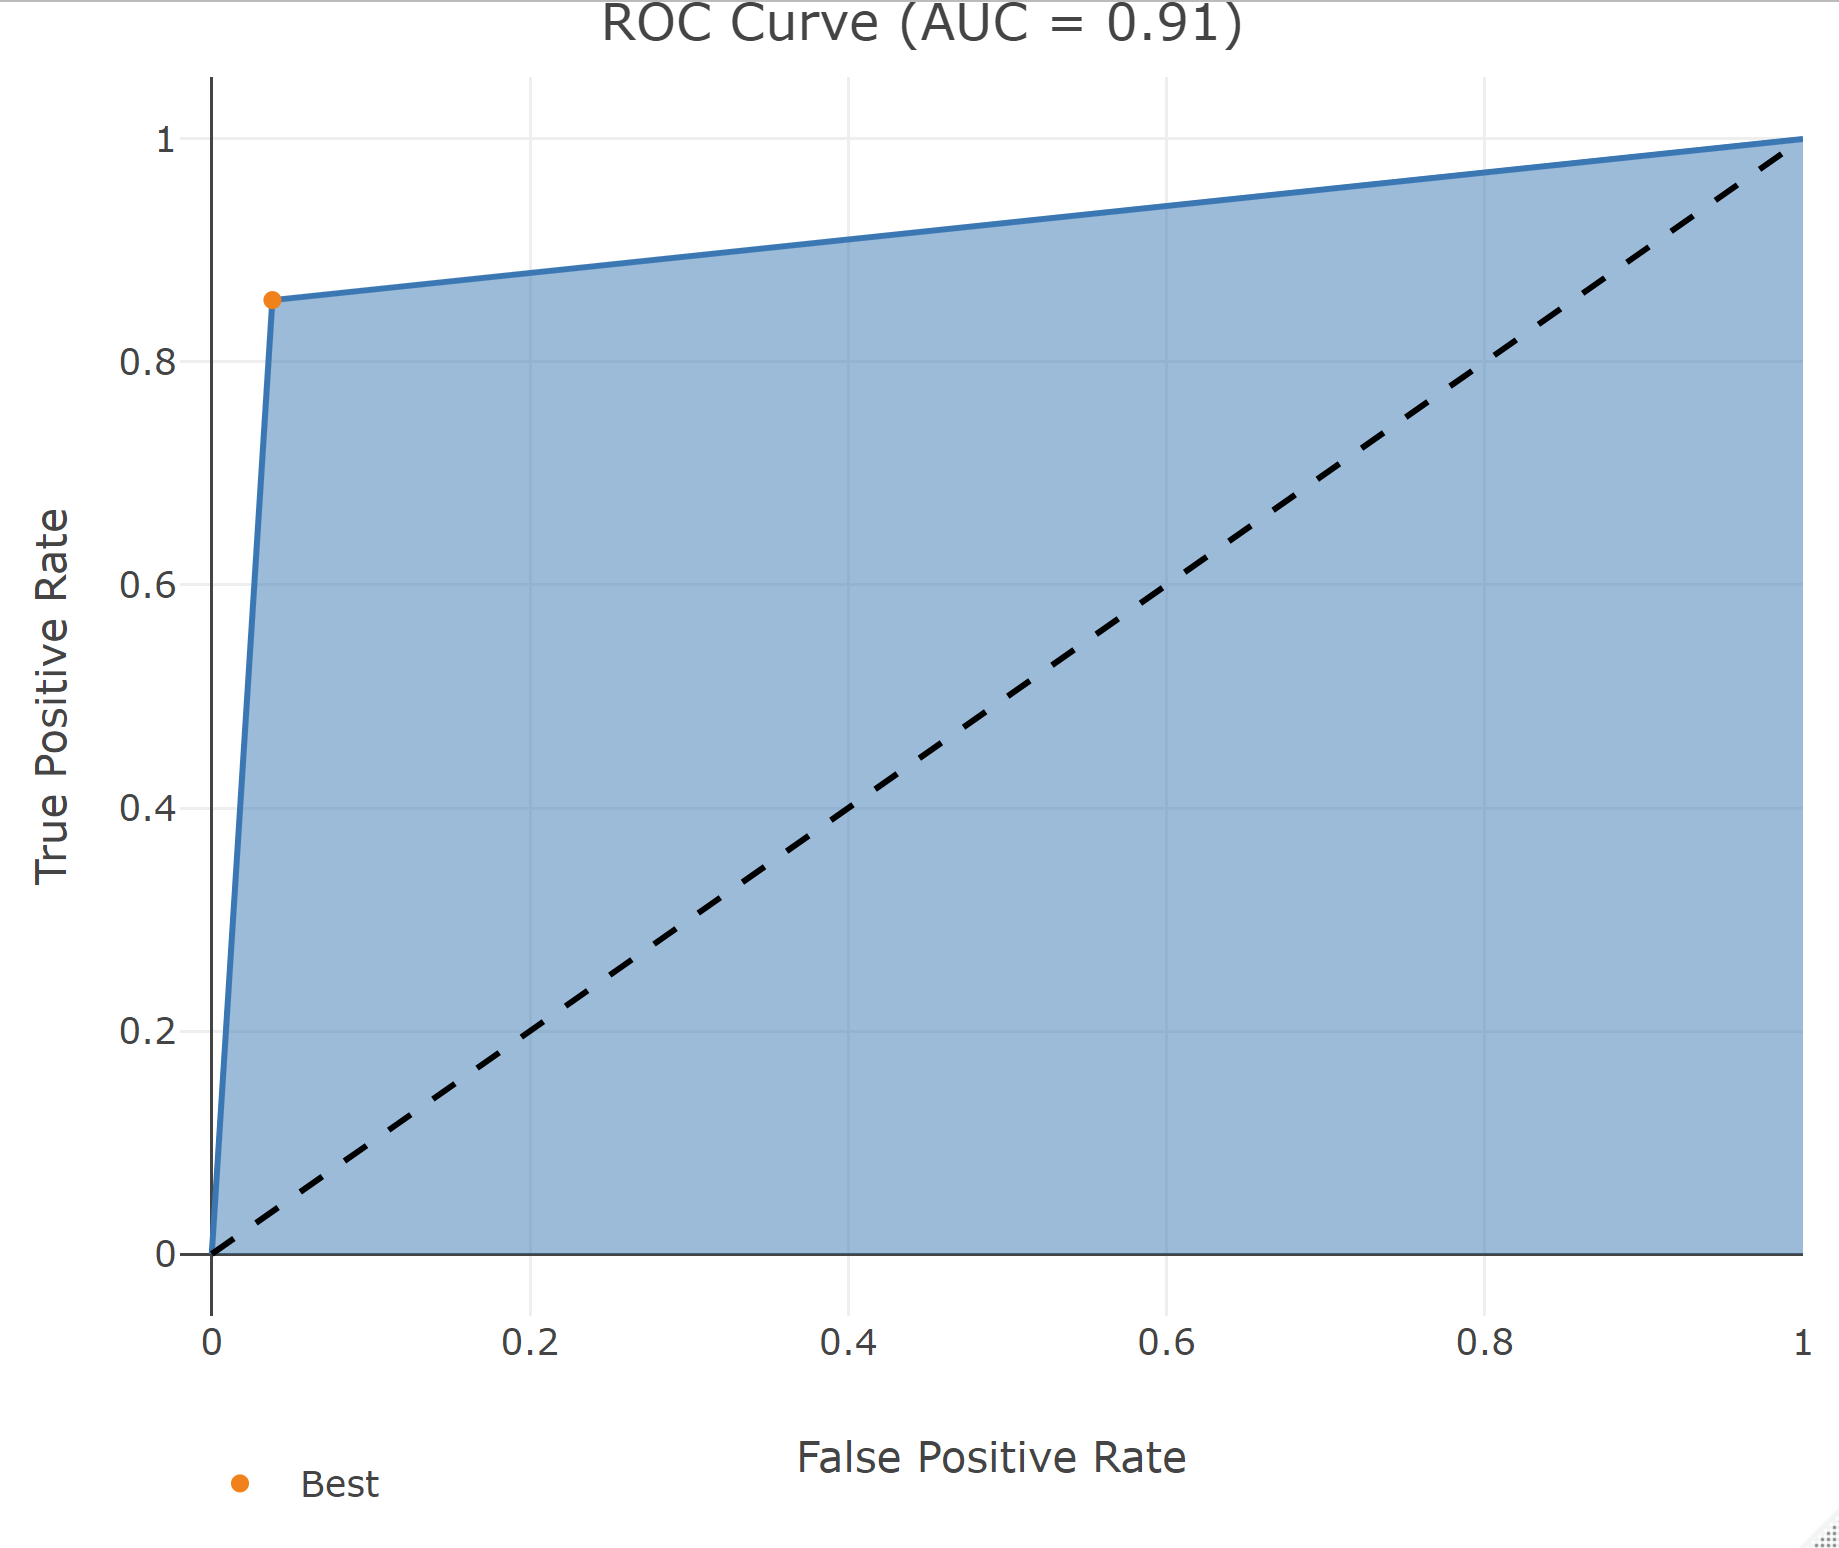 ROC Curve (AUC = 0.91)
1
0.8
0.6
0.4
0.2
0
True Positive Rate
0 0.2 0.4 0.6 0.8 1
False Positive Rate
Best